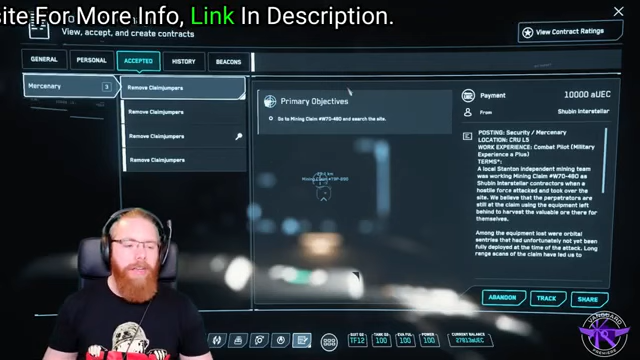 site For More Info, Link In Description.
View, accept, and create contracts
View Contract Ratings
GENERAL
PERSONAL
ACCEPTED
HISTORY
BEACONS
Mercenary
3
Remove Claimjumpers
Remove Claimjumpers
Remove Claimjumpers
Remove Claimjumpers
Primary Objectives
Go to Mining Claim #W70-480 and search the site.
Payment
10000 aUEC
From
Shubin Interstellar
POSTING: Security / Mercenary
LOCATION: CRU L5
WORK EXPERIENCE: Combat Pilot (Military
Experience a Plus)
TERMS*:
A local Stanton independent mining team
was working Mining Claim #W70-480 as
Shubin Interstellar contractors when a
hostile force attacked and took over the
site. We believe that the perpetrators are
still at the claim using the equipment left
behind to harvest the valuable ore there for
themselves.
Among the equipment lost were orbital
sentries that had unfortunately not yet been
fully deployed at the time of the attack. Long
range scans of the claim have led us to
ABANDON
TRACK
SHARE
100
100
100
CURRENT BALANCE
VANGUARD